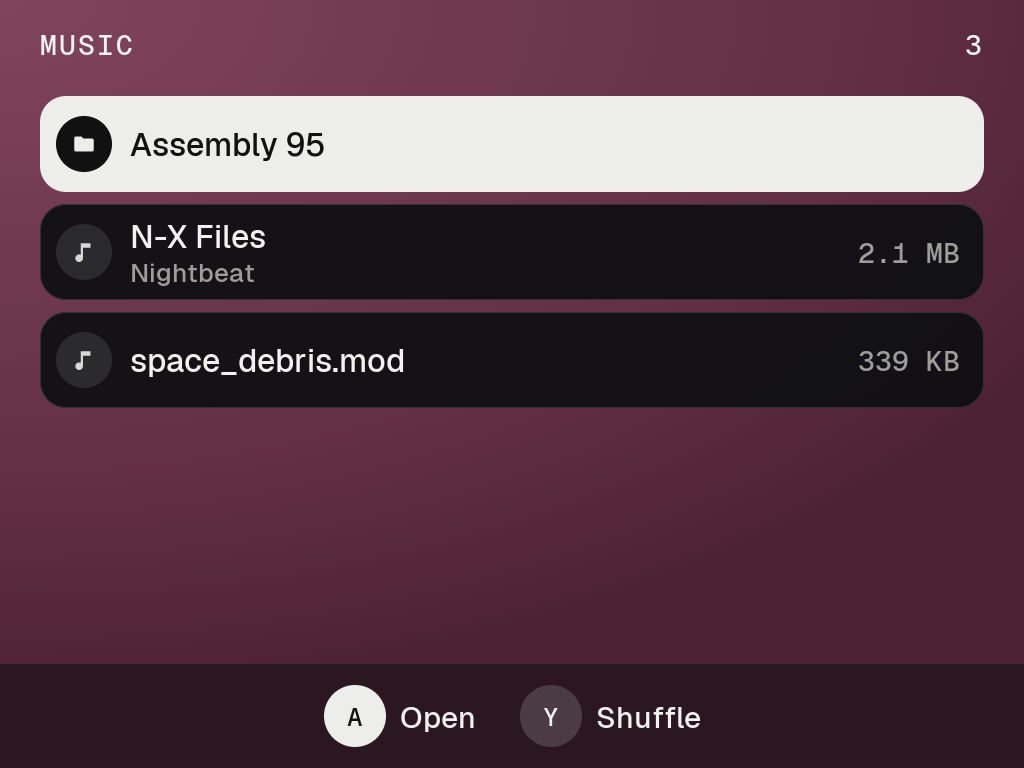 MUSIC 3
Assembly 95
N-X Files
Nightbeat
2.1 MB
space_debris.mod 339 KB
A Open Y Shuffle